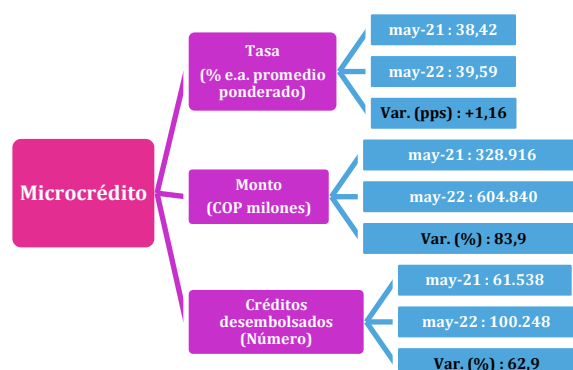 Microcrédito
Tasa
(% e.a. promedio
ponderado)
may-21 : 38,42
may-22 : 39,59
Var. (pps) : +1,16
Monto
(COP milones)
may-21: 328.916
may-22 : 604.840
Var. (%) : 83,9
Créditos
desembolsados
(Número)
may-21 : 61.538
may-22 : 100.248
Var. (%) : 62,9